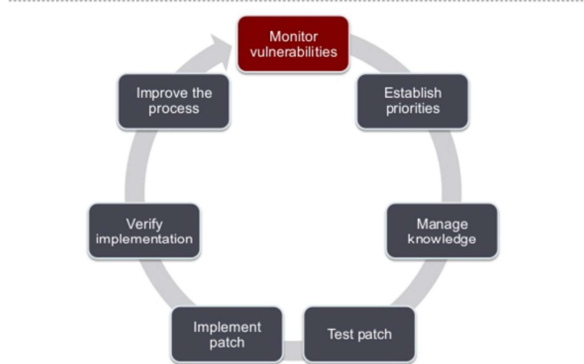 Monitor
vulnerabilities
Establish
priorities
Manage
knowledge
Test patch
Implement
patch
Verify
implementation
Improve the
process